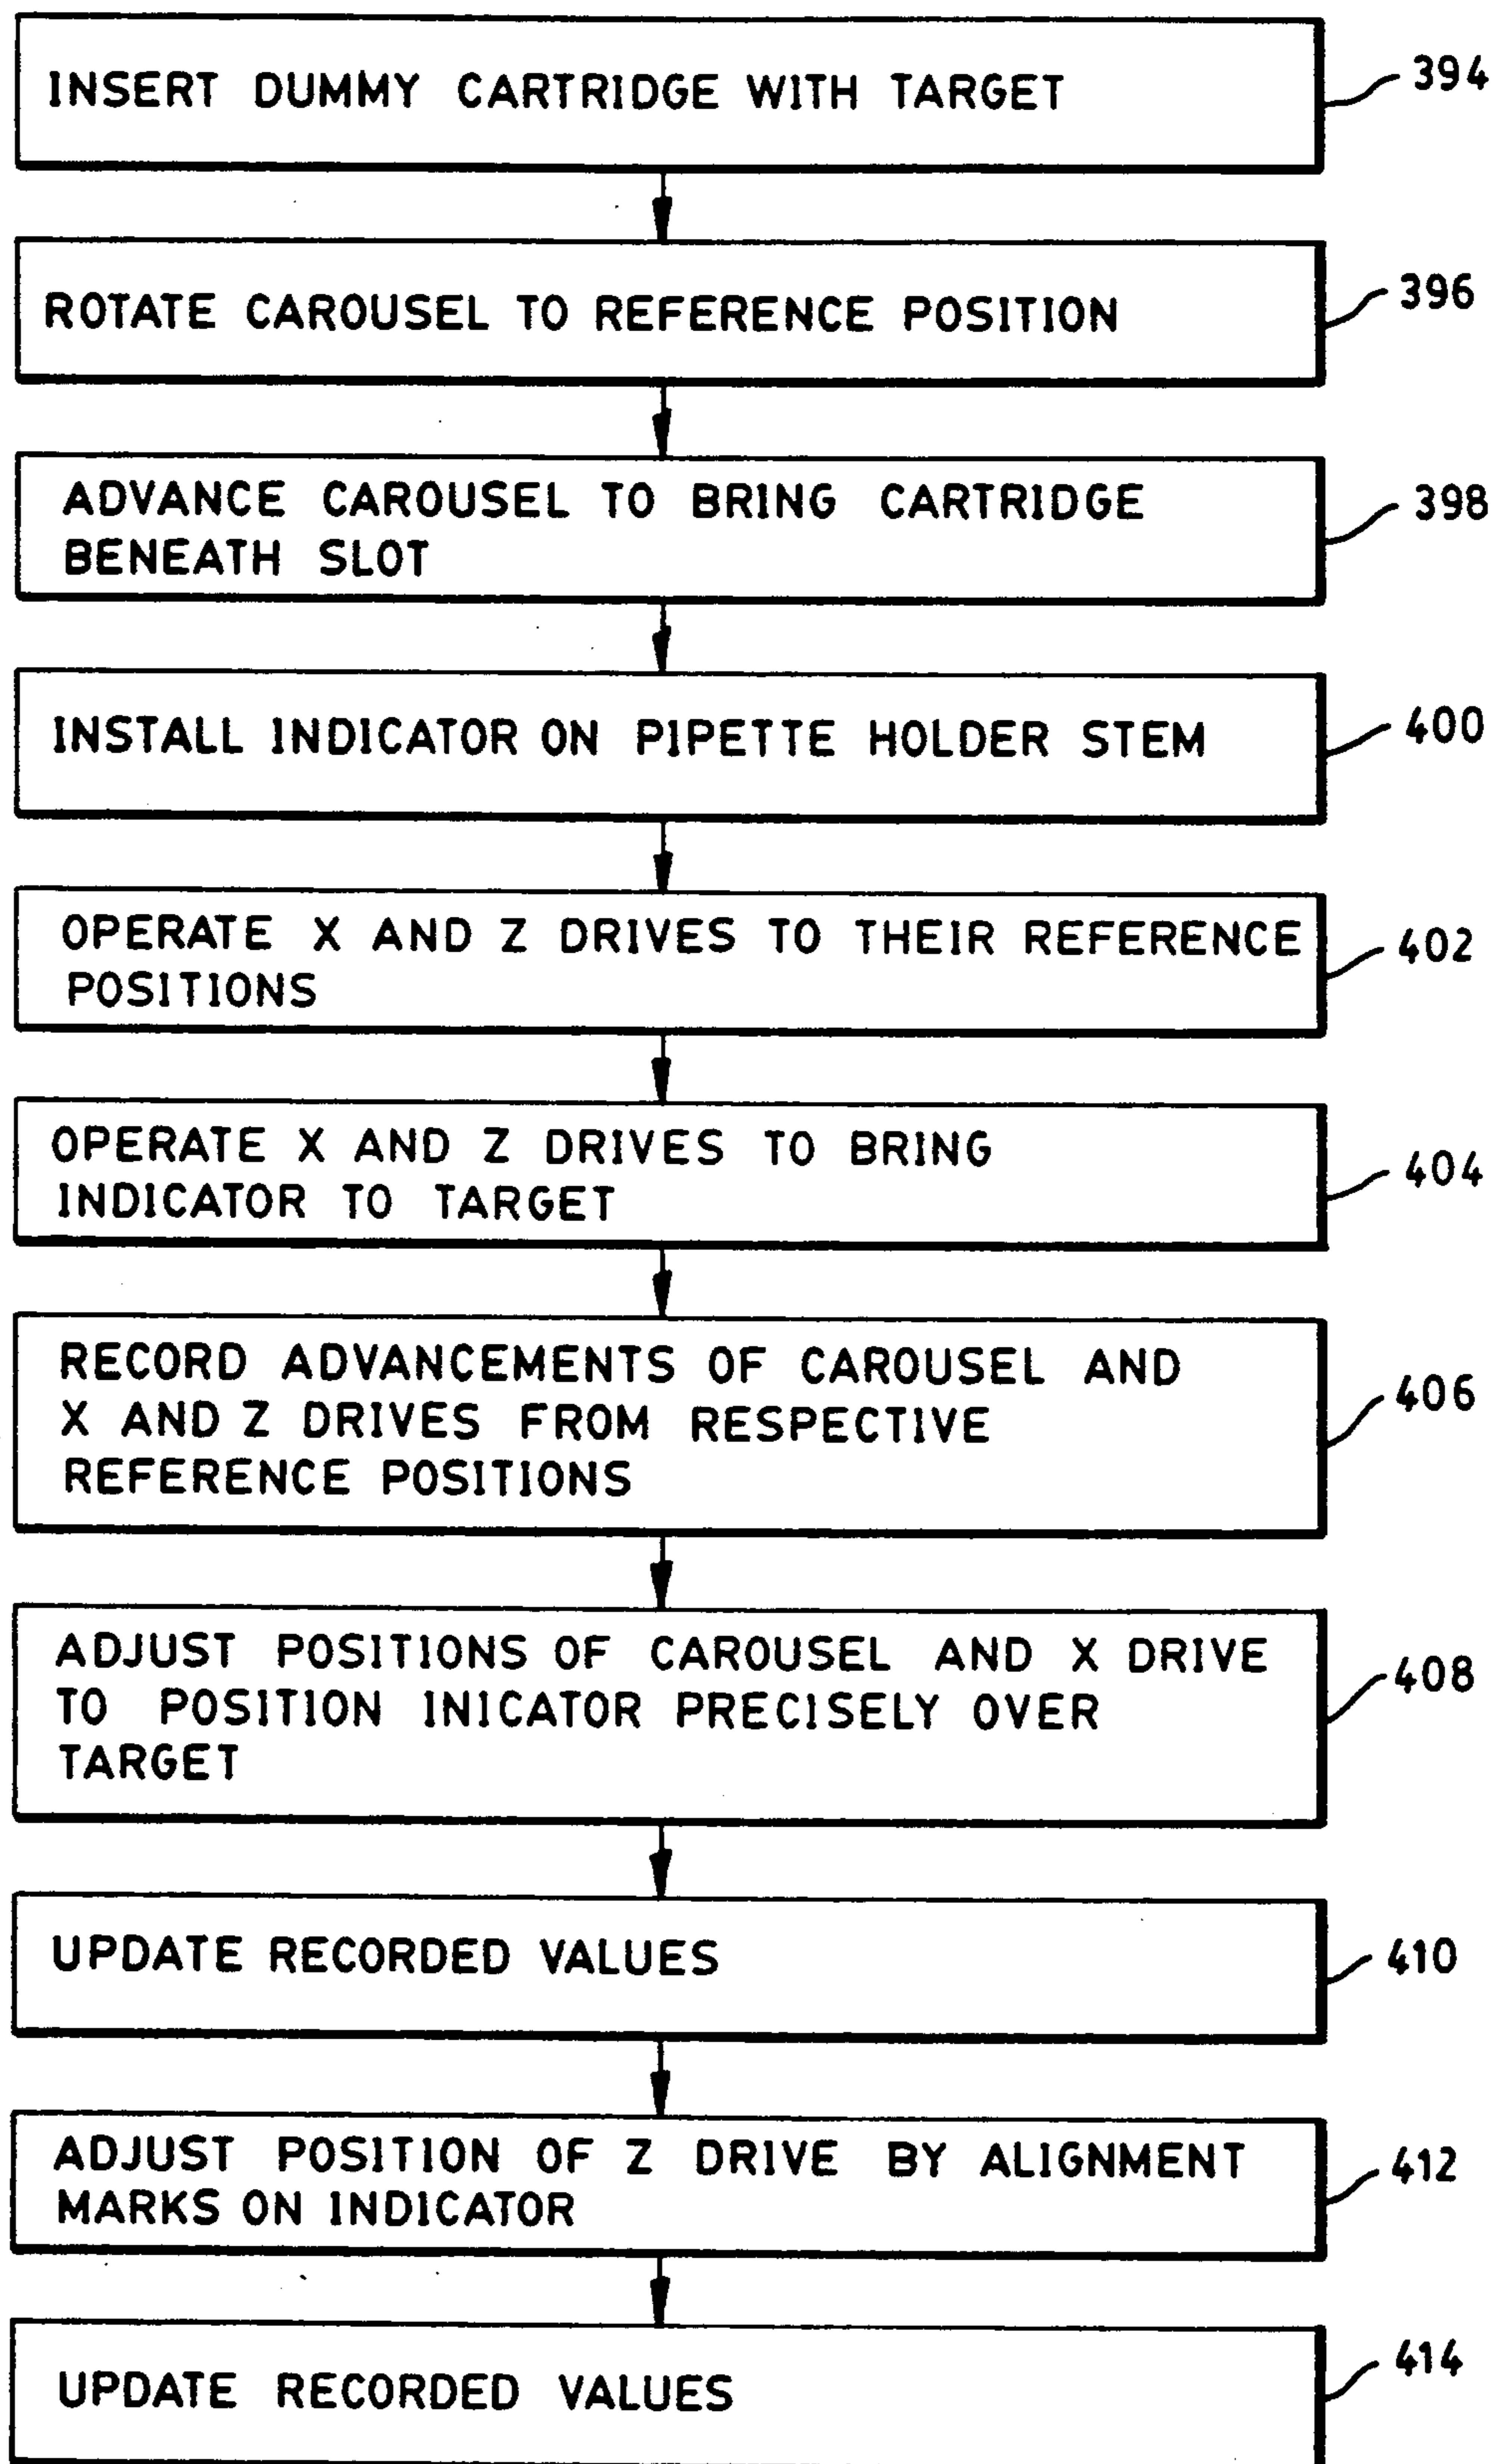 INSERT DUMMY CARTRIDGE WITH TARGET
394
ROTATE CAROUSEL TO REFERENCE POSITION
396
ADVANCE CAROUSEL TO BRING CARTRIDGE
BENEATH SLOT
398
INSTALL INDICATOR ON PIPETTE HOLDER STEM
400
OPERATE X AND Z DRIVES TO THEIR REFERENCE
POSITIONS
402
OPERATE X AND Z DRIVES TO BRING
INDICATOR TO TARGET
404
RECORD ADVANCEMENTS OF CAROUSEL AND
X AND Z DRIVES FROM RESPECTIVE
REFERENCE POSITIONS
406
ADJUST POSITIONS OF CAROUSEL AND X DRIVE
TO POSITION INICATOR PRECISELY OVER
TARGET
408
UPDATE RECORDED VALUES
410
ADJUST POSITION OF Z DRIVE BY ALIGNMENT
MARKS ON INDICATOR
412
UPDATE RECORDED VALUES
414